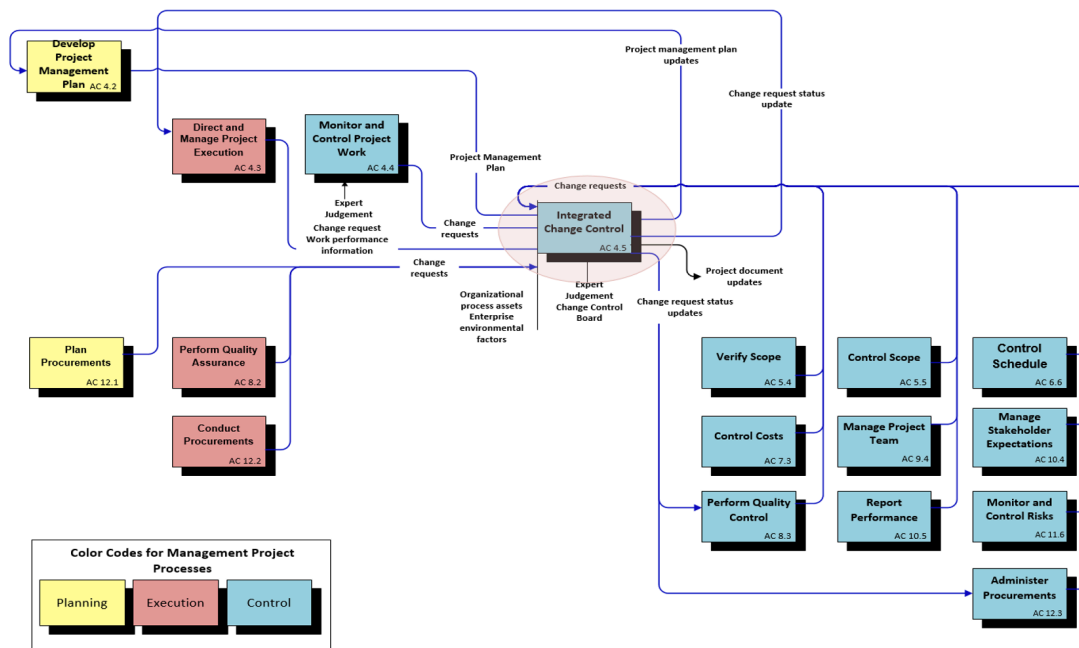 Develop
Project
Management
Plan
AC 4.2
Direct and
Manage Project
Execution
AC 4.3
Monitor and
Control Project
Work
AC 4.4
Expert
Judgement
Change request
Work performance
information
Project Management
Plan
Change
requests
Change
requests
Project management plan
updates
Change request status
update
Change requests
Integrated
Change Control
AC 4.5
Project document
updates
Organizational
process assets
Enterprise
environmental
factors
Expert
Judgement
Change Control
Board
Change request status
updates
Plan
Procurements
AC 12.1
Perform Quality
Assurance
AC 8.2
Conduct
Procurements
AC 12.2
Verify Scope
AC 5.4
Control Scope
AC 5.5
Control
Schedule
AC 6.6
Control Costs
AC 7.3
Manage Project
Team
AC 9.4
Manage
Stakeholder
Expectations
AC 10.4
Perform Quality
Control
AC 8.3
Report
Performance
AC 10.5
Monitor and
Control Risks
AC 11.6
Administer
Procurements
AC 12.3
Color Codes for Management Project
Processes
Planning
Execution
Control